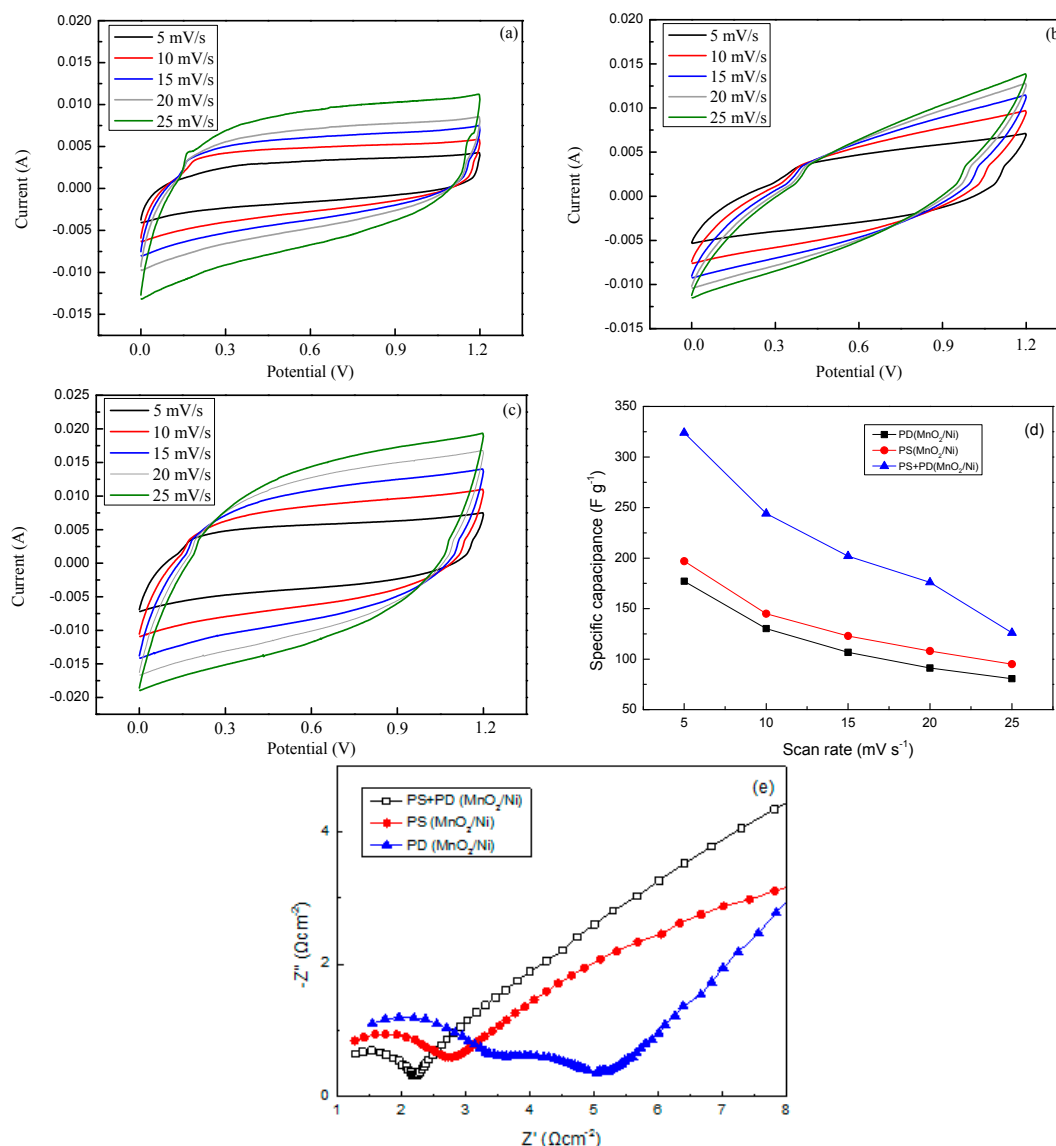 (a)
5 mV/s
10 mV/s
15 mV/s
20 mV/s
25 mV/s
0.020
0.015
0.010
0.005
0.000
-0.005
-0.010
-0.015
Current (A)
0.0 0.3 0.6 0.9 1.2
Potential (V)
(b
5 mV/s
10 mV/s
15 mV/s
20 mV/s
25 mV/s
0.020
0.015
0.010
0.005
0.000
-0.005
-0.010
-0.015
Current (A)
0.0 0.3 0.6 0.9 1.2
Potential (V)
(c)
5 mV/s
10 mV/s
15 mV/s
20 mV/s
25 mV/s
0.025
0.020
0.015
0.010
0.005
0.000
-0.005
-0.010
-0.015
-0.020
Current (A)
0.0 0.3 0.6 0.9 1.2
Potential (V)
(d)
PD(MnO₂/Ni)
PS(MnO₂/Ni)
PS+PD(MnO₂/Ni)
350
300
250
200
150
100
50
Specific capacipance (F g⁻¹)
5 10 15 20 25
Scan rate (mV s⁻¹)
(e)
PS+PD (MnO₂/Ni)
PS (MnO₂/Ni)
PD (MnO₂/Ni)
4
2
0
-Z" (Ωcm⁻²)
1 2 3 4 5 6 7 8
Z' (Ωcm⁻²)